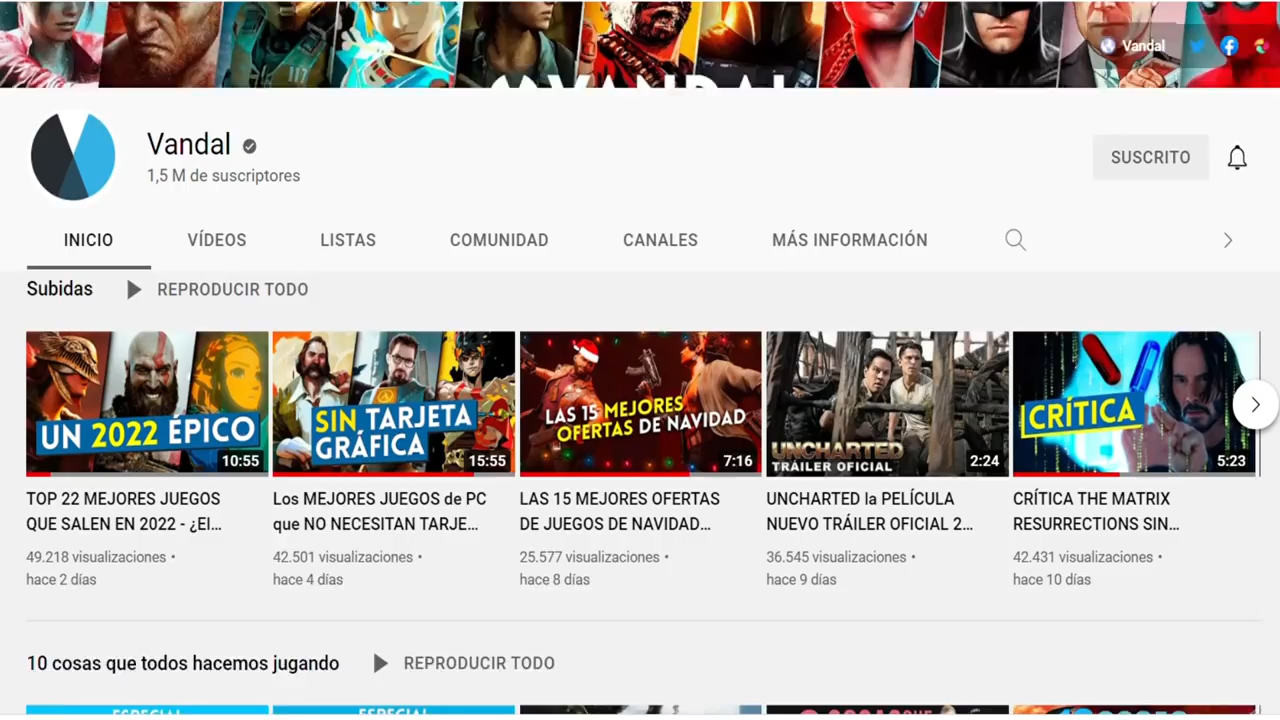 Vandal
VANDAL
117
Vandal
1,5 M de suscriptores
SUSCRITO
INICIO
VÍDEOS
LISTAS
COMUNIDAD
CANALES
MÁS INFORMACIÓN
Subidas
REPRODUCIR TODO
UN 2022 ÉPICO
10:55
SIN TARJETA
GRÁFICA
15:55
LAS 15 MEJORES
OFERTAS DE NAVIDAD
7:16
UNCHARTED
TRÁILER OFICIAL
2:24
CRÍTICA
5:23
TOP 22 MEJORES JUEGOS
QUE SALEN EN 2022 - ¿El...
49.218 visualizaciones •
hace 2 días
Los MEJORES JUEGOS de PC
que NO NECESITAN TARJE...
42.501 visualizaciones •
hace 4 días
LAS 15 MEJORES OFERTAS
DE JUEGOS DE NAVIDAD...
25.577 visualizaciones •
hace 8 días
UNCHARTED la PELÍCULA
NUEVO TRÁILER OFICIAL 2...
36.545 visualizaciones •
hace 9 días
CRÍTICA THE MATRIX
RESURRECTIONS SIN...
42.431 visualizaciones •
hace 10 días
10 cosas que todos hacemos jugando
REPRODUCIR TODO
ESPECIAL
ESPECIAL